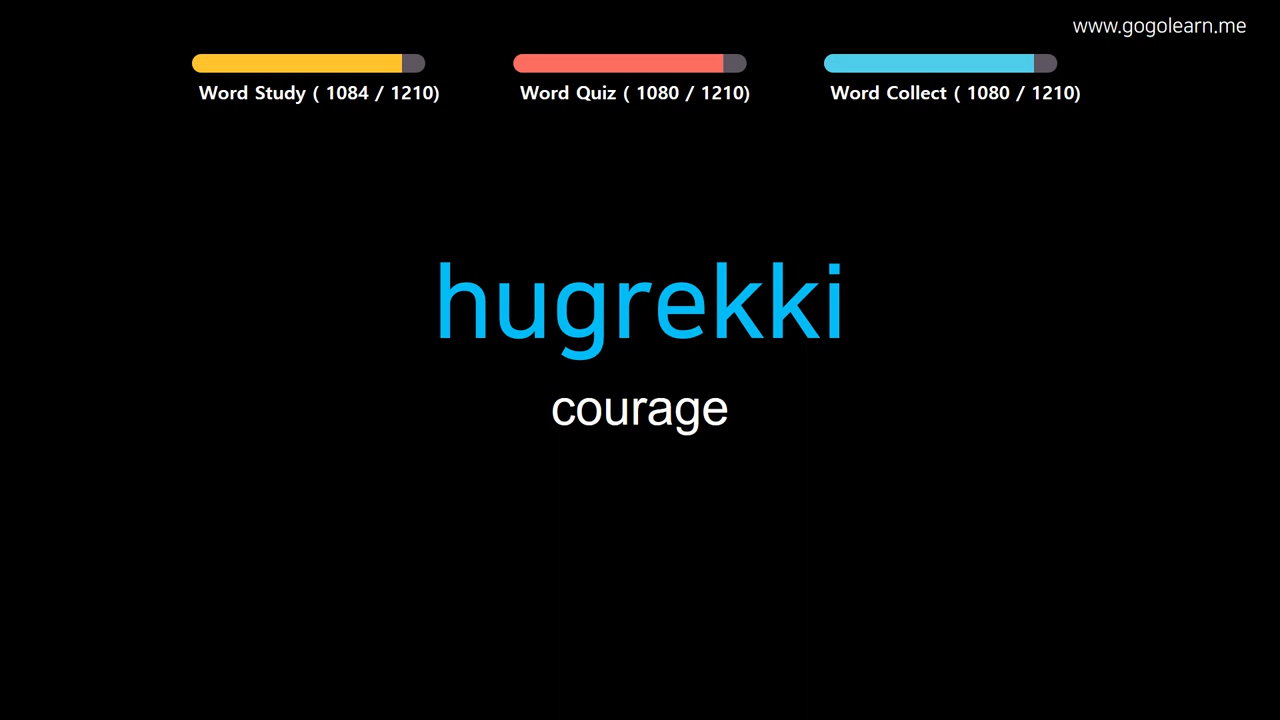 www.gogolearn.me
Word Study ( 1084 / 1210)
Word Quiz ( 1080 / 1210)
Word Collect ( 1080 / 1210)
hugrekki
courage